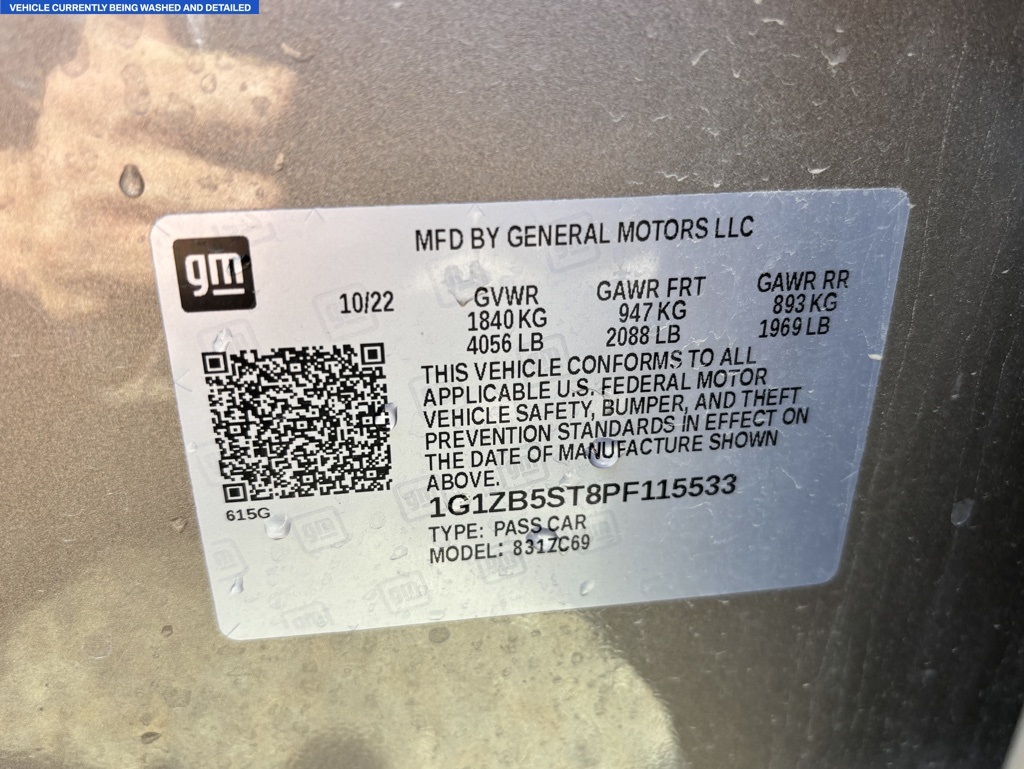 VEHICLE CURRENTLY BEING WASHED AND DETAILED
gm
MFD BY GENERAL MOTORS LLC
10/22
GVWR
1840 KG
4056 LB
GAWR FRT
947 KG
2088 LB
GAWR RR
893 KG
1969 LB
THIS VEHICLE CONFORMS TO ALL
APPLICABLE U.S. FEDERAL MOTOR
VEHICLE SAFETY, BUMPER, AND THEFT
PREVENTION STANDARDS IN EFFECT ON
THE DATE OF MANUFACTURE SHOWN
ABOVE.
1G1ZB5ST8PF115533
TYPE: PASS CAR
MODEL: 831ZC69
615G